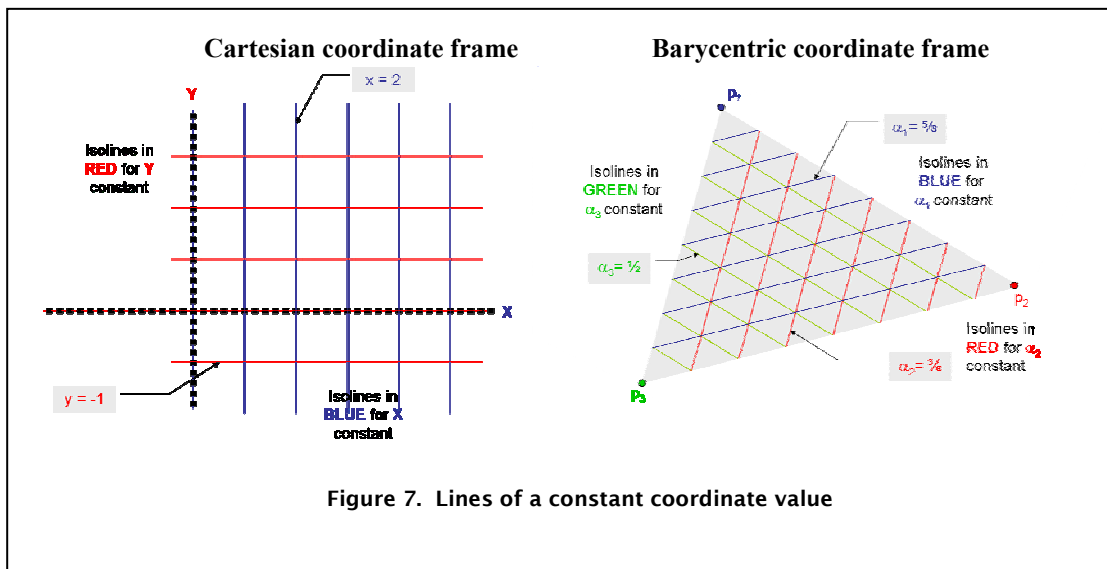 Cartesian coordinate frame
Y
x = 2
Isolines in
RED for Y
constant
X
y = -1
Isolines in
BLUE for X
constant
Barycentric coordinate frame
p₁
α₁ = ⁵⁄₈
Isolines in
GREEN for
α₃ constant
Isolines in
BLUE for
α₁ constant
α₃ = ½
p₂
Isolines in
RED for α₂
constant
α₂ = ³⁄₈
p₃
Figure 7. Lines of a constant coordinate value